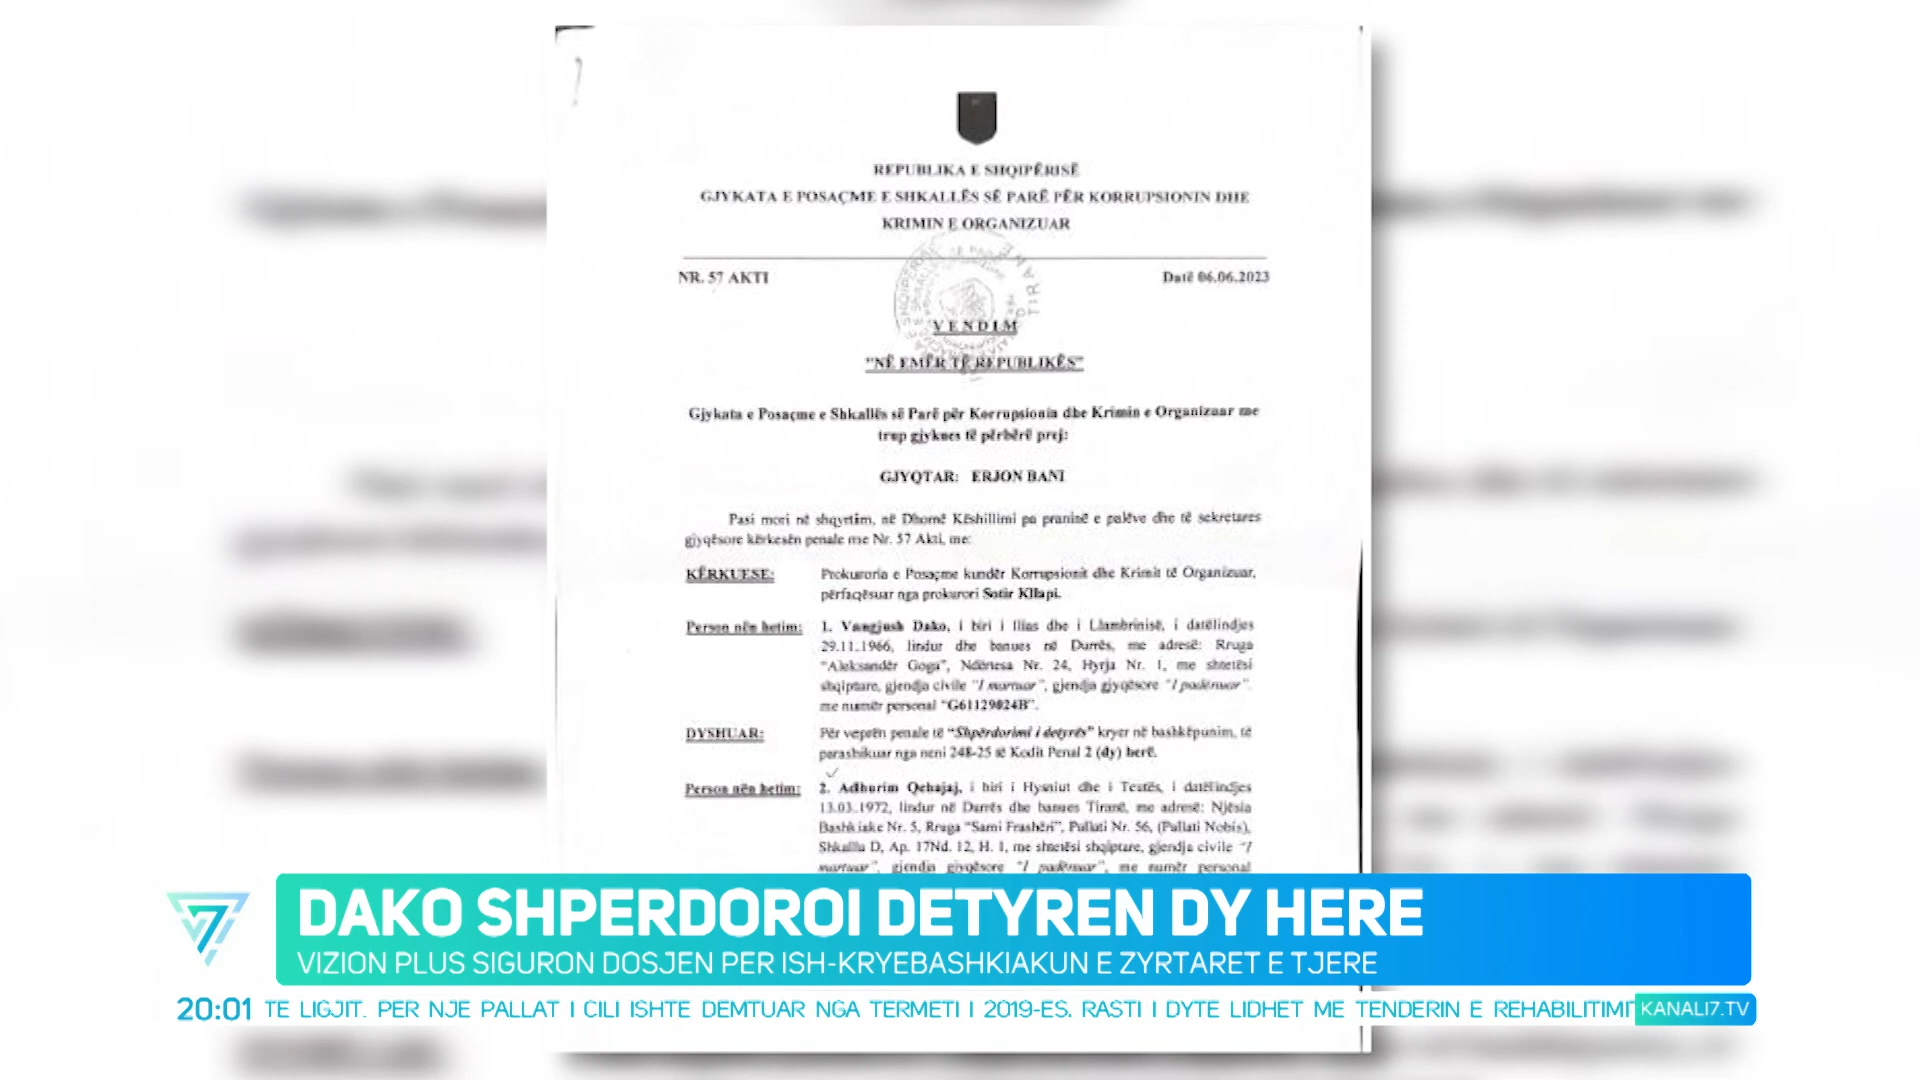 REPUBLIKA E SHQIPËRISË
GJYKATA E POSAÇME E SHKALLËS SË PARË PËR KORRUPSIONIN DHE
KRIMIN E ORGANIZUAR
NR. 57 AKTI
Datë 06.06.2023
VENDIM
"NË EMËR TË REPUBLIKËS"
Gjykata e Posaçme e Shkallës së Parë për Korrupsionin dhe Krimin e Organizuar me
trup gjykues të përbërë prej:
GJYQTAR: ERJON BANI
Pasi mori në shqyrtim, në Dhomë Këshillimi pa praninë e palëve dhe të sekretares
gjyqësore kërkesën penale me Nr. 57 Akti, me:
KËRKUESE: Prokuroria e Posaçme kundër Korrupsionit dhe Krimit të Organizuar,
përfaqësuar nga prokurori Sotir Kllapi.
Person nën hetim: 1. Vangjush Dako, i biri i Ilias dhe i Llambrinisë, i datëlindjes
29.11.1966, lindur dhe banues në Durrës, me adresë: Rruga
"Aleksandër Goga", Ndërtesa Nr. 24, Hyrja Nr. 1, me shtetësi
shqiptare, gjendja civile "I martuar", gjendja gjyqësore "I padënuar",
me numër personal "G61129024B".
DYSHUAR: Për veprën penale të "Shpërdorimi i detyrës" kryer në bashkëpunim, të
parashikuar nga neni 248-25 të Kodit Penal 2 (dy) herë.
Person nën hetim: 2. Adhurim Qehajaj, i biri i Hysniut dhe i Teutës, i datëlindjes
13.03.1972, lindur në Durrës dhe banues Tiranë, me adresë: Njësia
Bashkiake Nr. 5, Rruga "Sami Frashëri", Pallati Nr. 56, (Pallati Nobis),
Shkalla D, Ap. 17Nd. 12, H. 1, me shtetësi shqiptare, gjendja civile "I
martuar", gjendja gjyqësore "I padënuar", me numër personal
DAKO SHPERDOROI DETYREN DY HERE
VIZION PLUS SIGURON DOSJEN PER ISH-KRYEBASHKIAKUN E ZYRTARET E TJERE
20:01 TE LIGJIT. PER NJE PALLAT I CILI ISHTE DEMTUAR NGA TERMETI I 2019-ES. RASTI I DYTE LIDHET ME TENDERIN E REHABILITIMIT KANALI7.TV